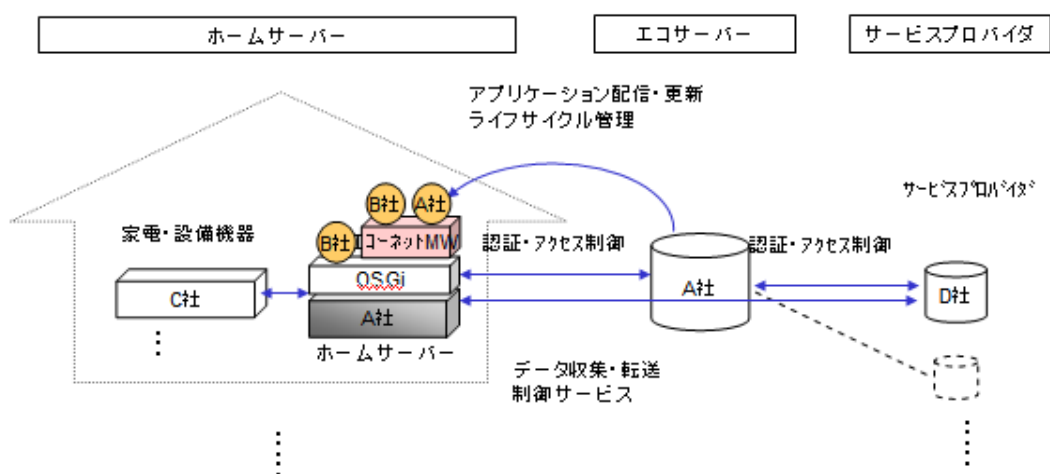 ホームサーバー
エコサーバー
サービスプロバイダ
アプリケーション配信・更新
ライフサイクル管理
サービスプロバイダ
家電・設備機器
B社
A社
B社
コーネットMW
認証・アクセス制御
認証・アクセス制御
OSGi
C社
A社
A社
D社
ホームサーバー
データ収集・転送
制御サービス